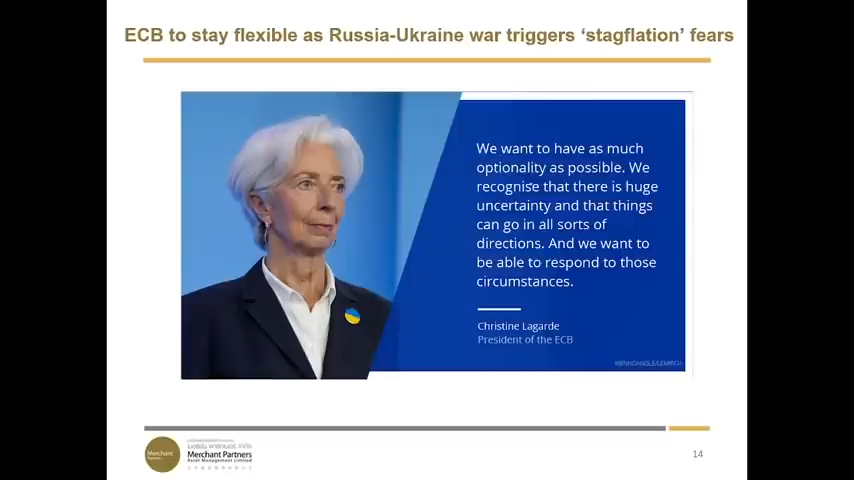 ECB to stay flexible as Russia-Ukraine war triggers ‘stagflation’ fears
We want to have as much
optionality as possible. We
recognise that there is huge
uncertainty and that things
can go in all sorts of
directions. And we want to
be able to respond to those
circumstances.
Christine Lagarde
President of the ECB
Merchant
Partners
Merchant Partners
Asset Management Limited
14